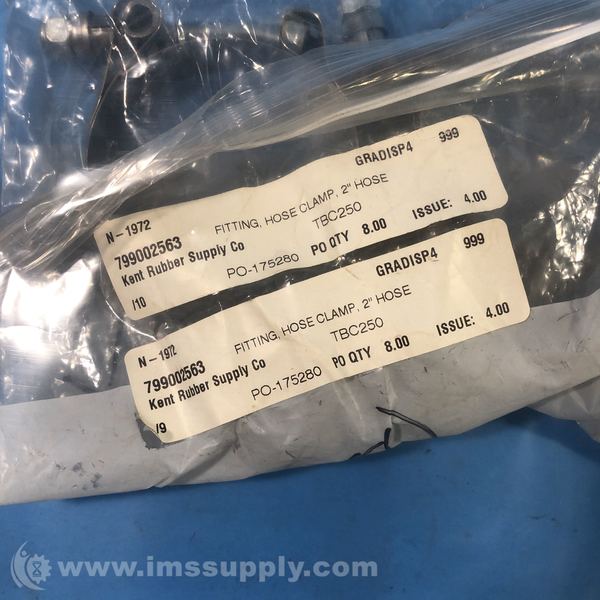 GRADISP4 999
N-1972 FITTING, HOSE CLAMP, 2" HOSE
799002563 TBC250
Kent Rubber Supply Co PO QTY 8.00 ISSUE: 4.00
/10 PO-175280
GRADISP4 999
N-1972 FITTING, HOSE CLAMP, 2" HOSE
799002563 TBC250
Kent Rubber Supply Co PO QTY 8.00 ISSUE: 4.00
/9 PO-175280
www.imssupply.com